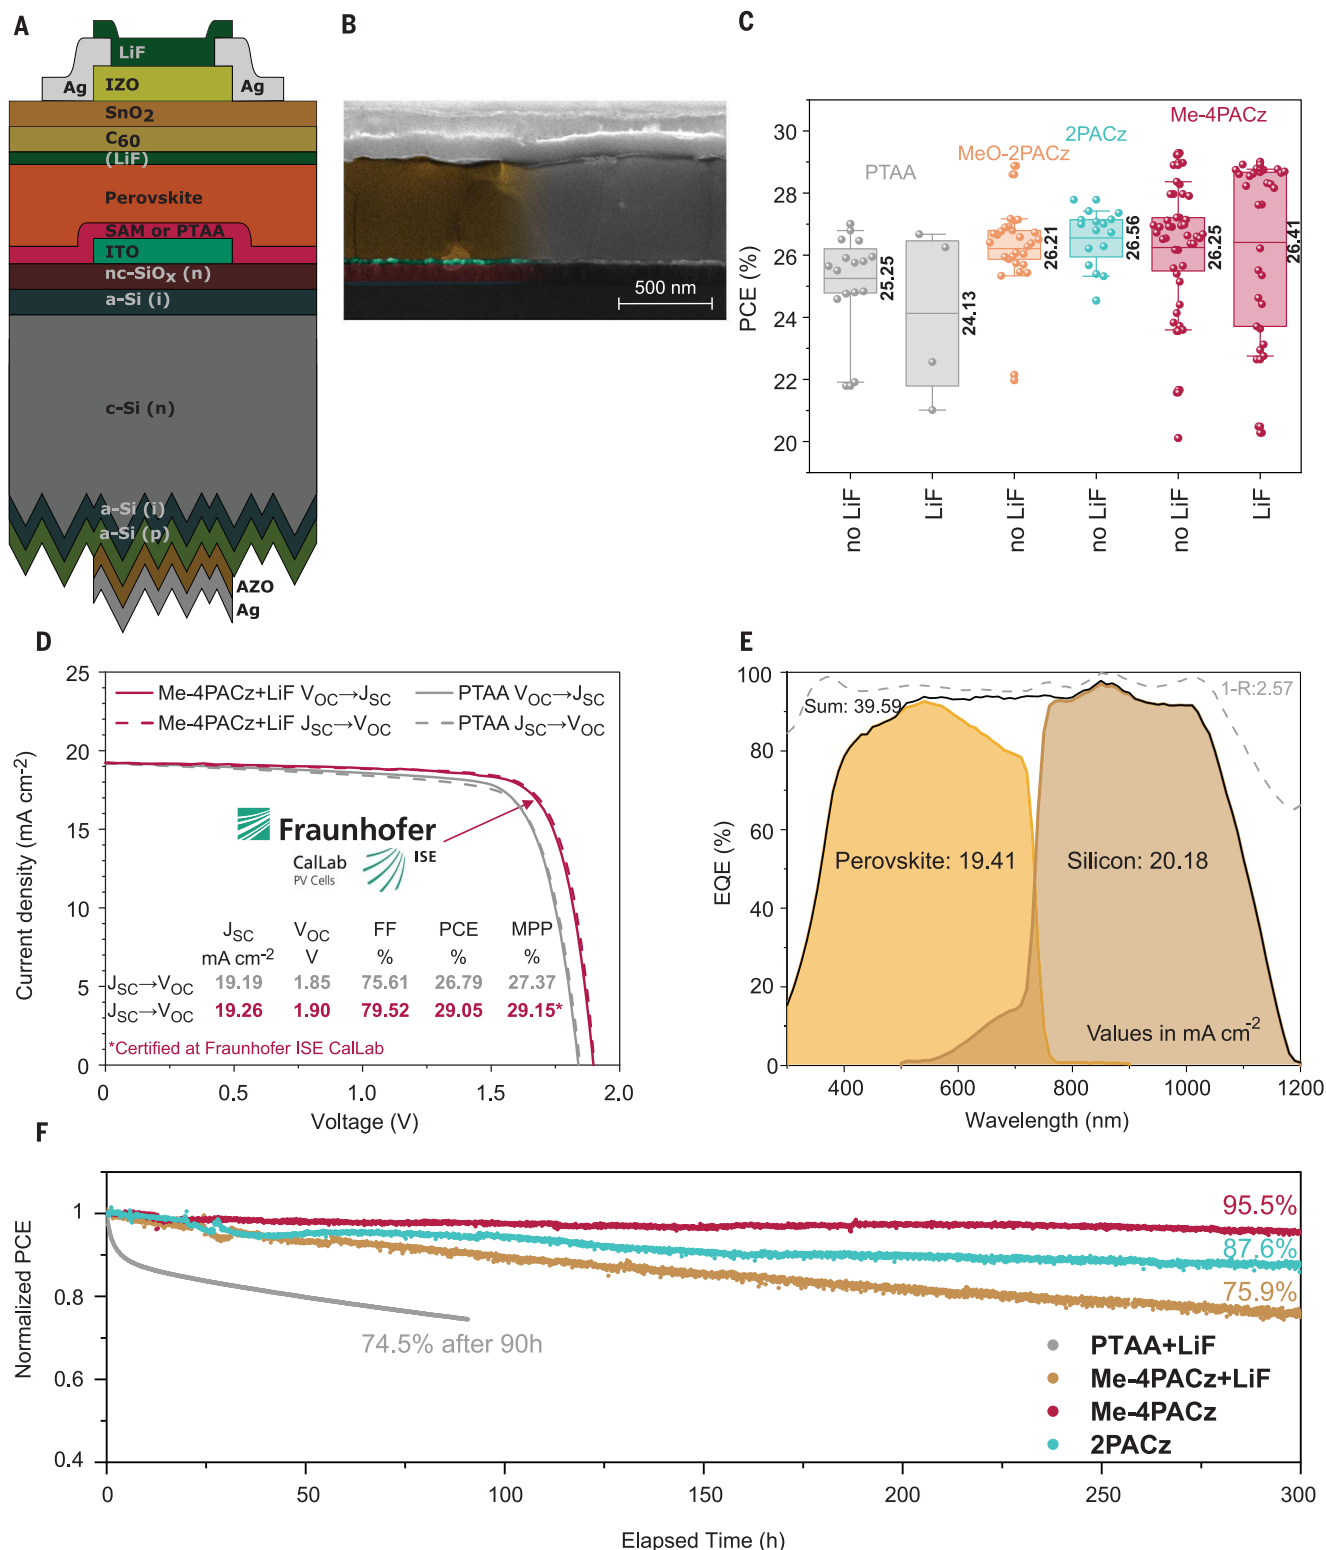 A
LiF
Ag
IZO
Ag
SnO2
C60
(LiF)
Perovskite
SAM or PTAA
ITO
nc-SiOx (n)
a-Si (i)
c-Si (n)
a-Si (i)
a-Si (p)
AZO
Ag
B
500 nm
C
PCE (%)
30
28
26
24
22
20
PTAA
MeO-2PACz
2PACz
Me-4PACz
25.25
24.13
26.21
26.56
26.25
26.41
no LiF
LiF
no LiF
no LiF
no LiF
LiF
D
Current density (mA cm-2)
25
20
15
10
5
0
Me-4PACz+LiF VOC→JSC
PTAA VOC→JSC
Me-4PACz+LiF JSC→VOC
PTAA JSC→VOC
Fraunhofer
ISE
CalLab
PV Cells
JSC VOC FF PCE MPP
mA cm-2 V % % %
JSC→VOC 19.19 1.85 75.61 26.79 27.37
JSC→VOC 19.26 1.90 79.52 29.05 29.15*
*Certified at Fraunhofer ISE CalLab
0 0.5 1.0 1.5 2.0
Voltage (V)
E
EQE (%)
100
80
60
40
20
0
1-R:2.57
Sum: 39.59
Perovskite: 19.41
Silicon: 20.18
Values in mA cm-2
400 600 800 1000 1200
Wavelength (nm)
F
Normalized PCE
1
0.8
0.6
0.4
95.5%
87.6%
75.9%
74.5% after 90h
PTAA+LiF
Me-4PACz+LiF
Me-4PACz
2PACz
0 50 100 150 200 250 300
Elapsed Time (h)